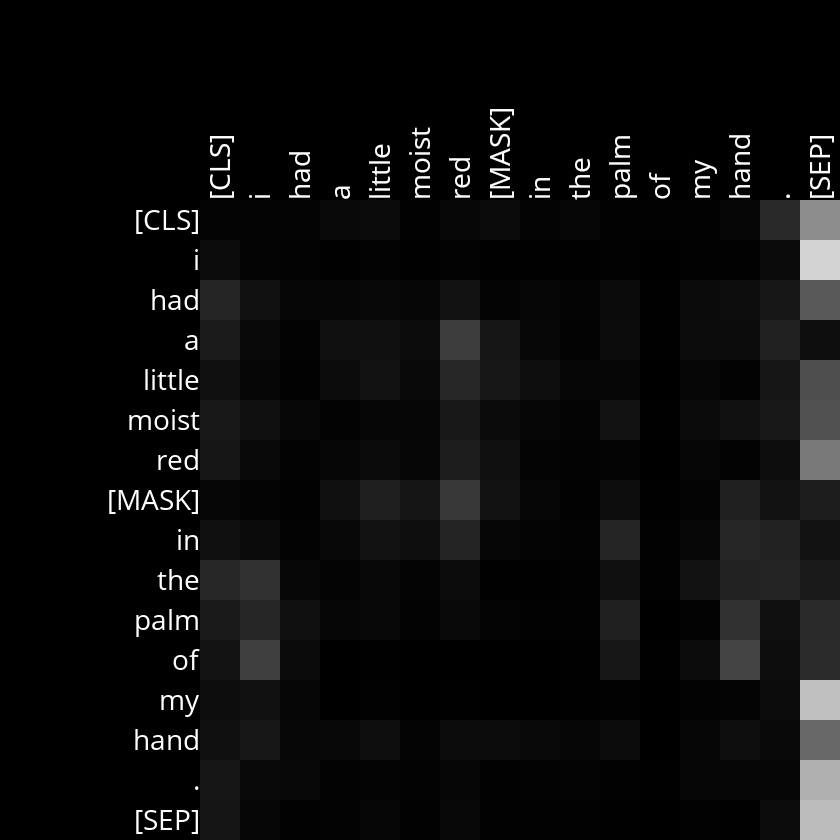 [CLS] i had a little moist red [MASK] in the palm of my hand . [SEP]
[CLS]
i
had
a
little
moist
red
[MASK]
in
the
palm
of
my
hand
.
[SEP]